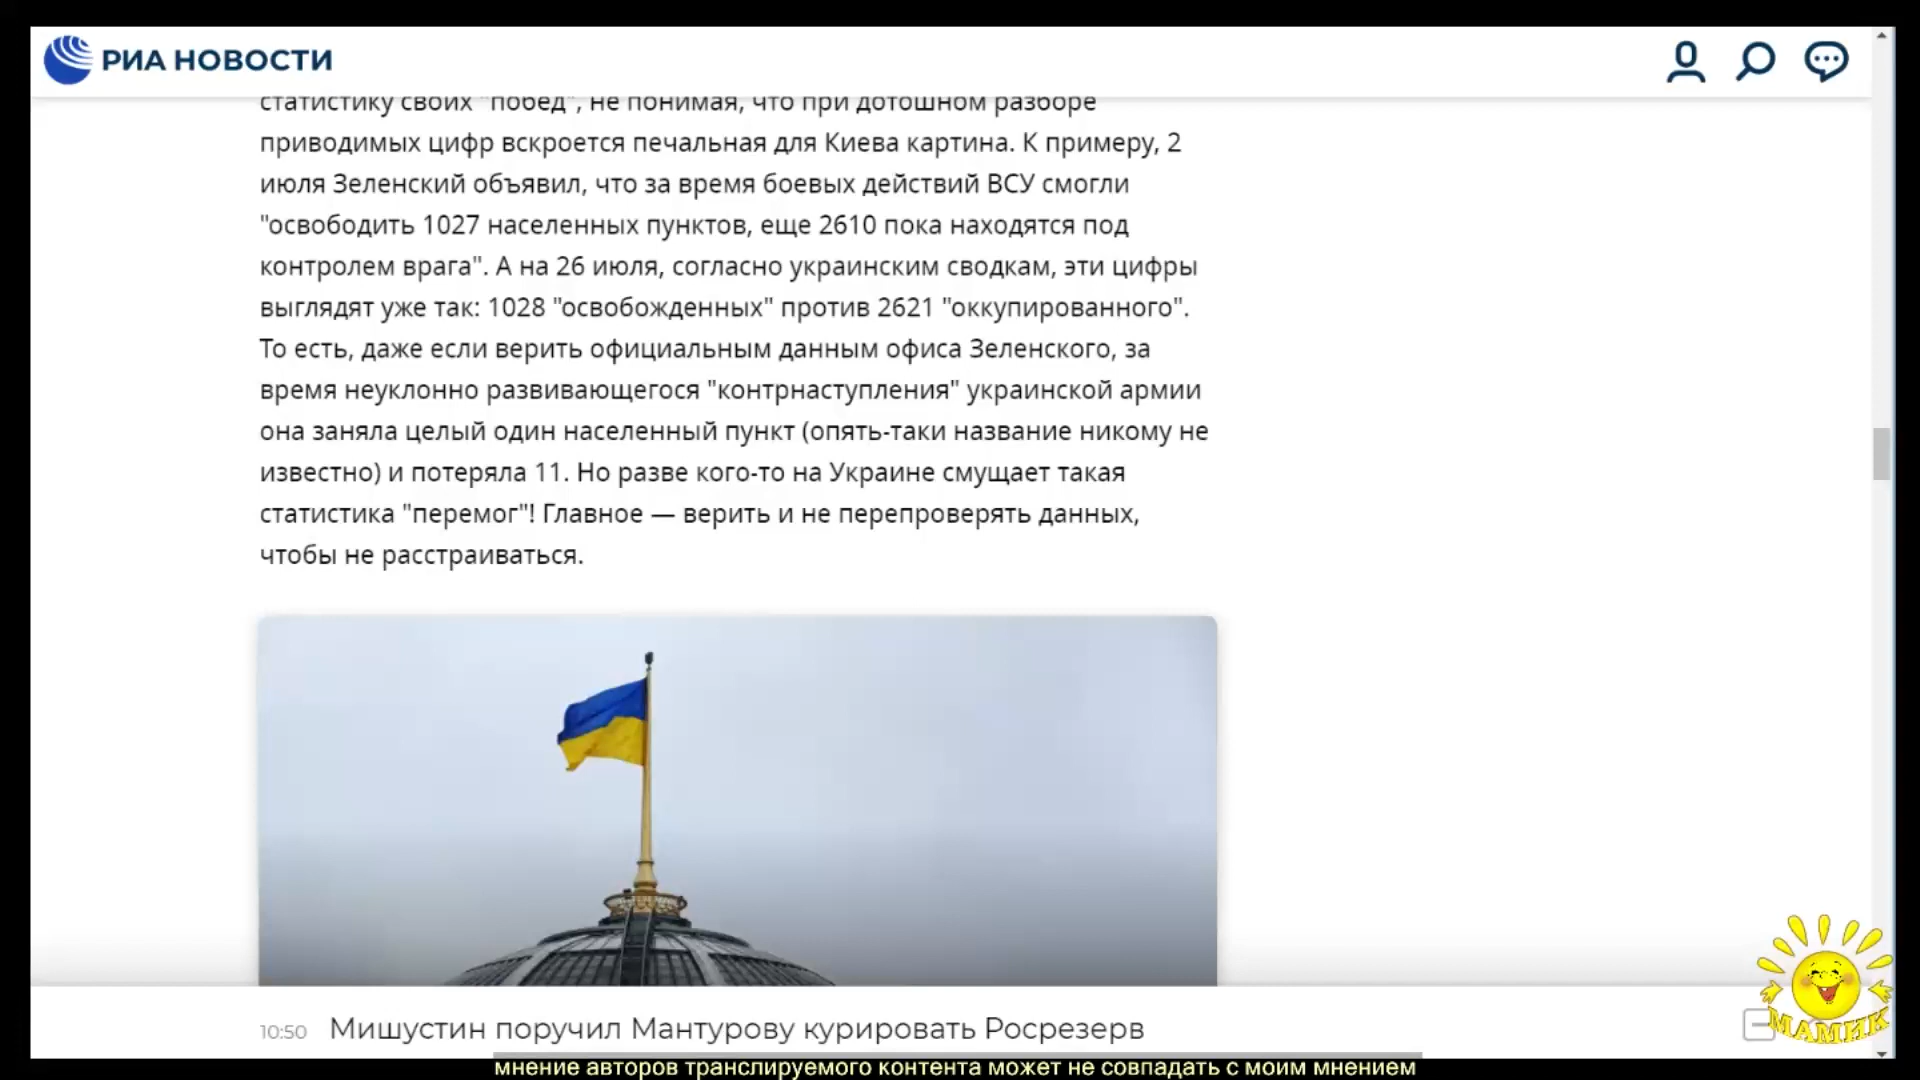 РИА НОВОСТИ
статистику своих "побед", не понимая, что при дотошном разборе
приводимых цифр вскроется печальная для Киева картина. К примеру, 2
июля Зеленский объявил, что за время боевых действий ВСУ смогли
"освободить 1027 населенных пунктов, еще 2610 пока находятся под
контролем врага". А на 26 июля, согласно украинским сводкам, эти цифры
выглядят уже так: 1028 "освобожденных" против 2621 "оккупированного".
То есть, даже если верить официальным данным офиса Зеленского, за
время неуклонно развивающегося "контрнаступления" украинской армии
она заняла целый один населенный пункт (опять-таки название никому не
известно) и потеряла 11. Но разве кого-то на Украине смущает такая
статистика "перемог"! Главное — верить и не перепроверять данных,
чтобы не расстраиваться.
10:50 Мишустин поручил Мантурову курировать Росрезерв
МАМИК
мнение авторов транслируемого контента может не совпадать с моим мнением